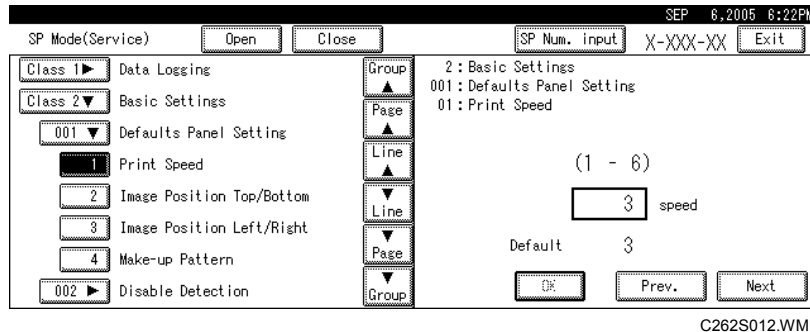 SEP 6,2005 6:22PM
SP Mode(Service) Open Close SP Num. input X-XXX-XX Exit
Class 1▶ Data Logging
Class 2▼ Basic Settings
001 ▼ Defaults Panel Setting
1 Print Speed
2 Image Position Top/Bottom
3 Image Position Left/Right
4 Make-up Pattern
002 ▶ Disable Detection
Group
▲
Page
▲
Line
▲
▼
Line
▼
Page
▼
Group
2:Basic Settings
001:Defaults Panel Setting
01:Print Speed
(1 - 6)
3 speed
Default 3
OK Prev. Next
C262S012.WM